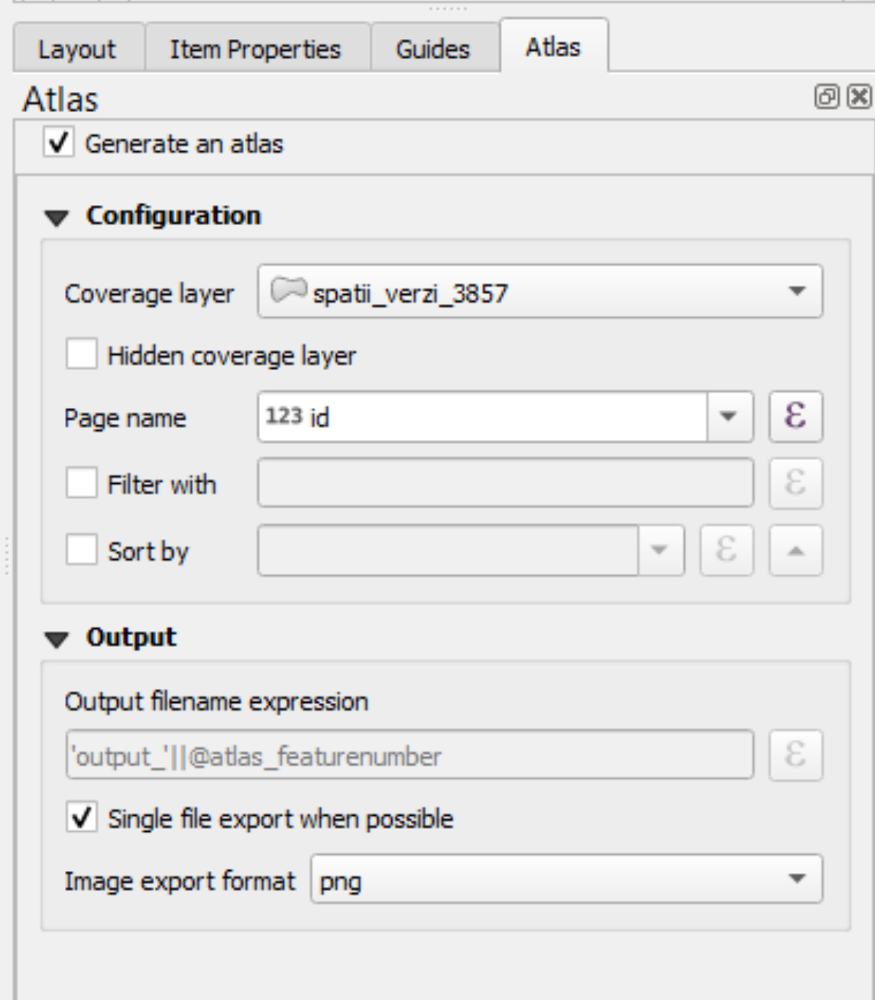 Layout Item Properties Guides Atlas
Atlas
Generate an atlas
Configuration
Coverage layer spatii_verzi_3857
Hidden coverage layer
Page name 123 id ε
Filter with ε
Sort by ε
Output
Output filename expression
'output_'||@atlas_featurenumber ε
Single file export when possible
Image export format png